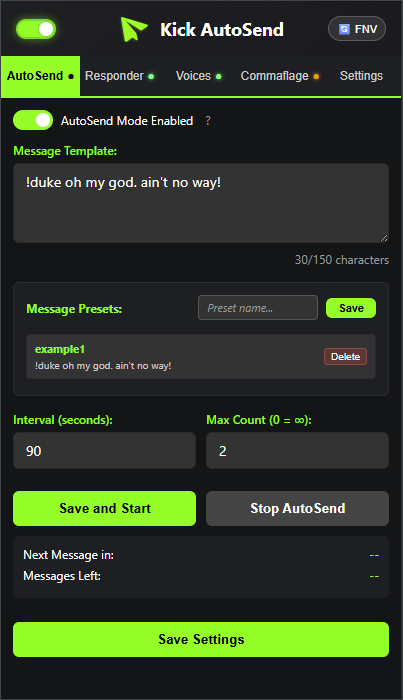 Kick AutoSend
FNV
AutoSend
Responder
Voices
Commaflage
Settings
AutoSend Mode Enabled ?
Message Template:
!duke oh my god. ain't no way!
30/150 characters
Message Presets:
Preset name...
Save
example1
!duke oh my god. ain't no way!
Delete
Interval (seconds):
Max Count (0 = ∞):
90
2
Save and Start
Stop AutoSend
Next Message in: --
Messages Left: --
Save Settings